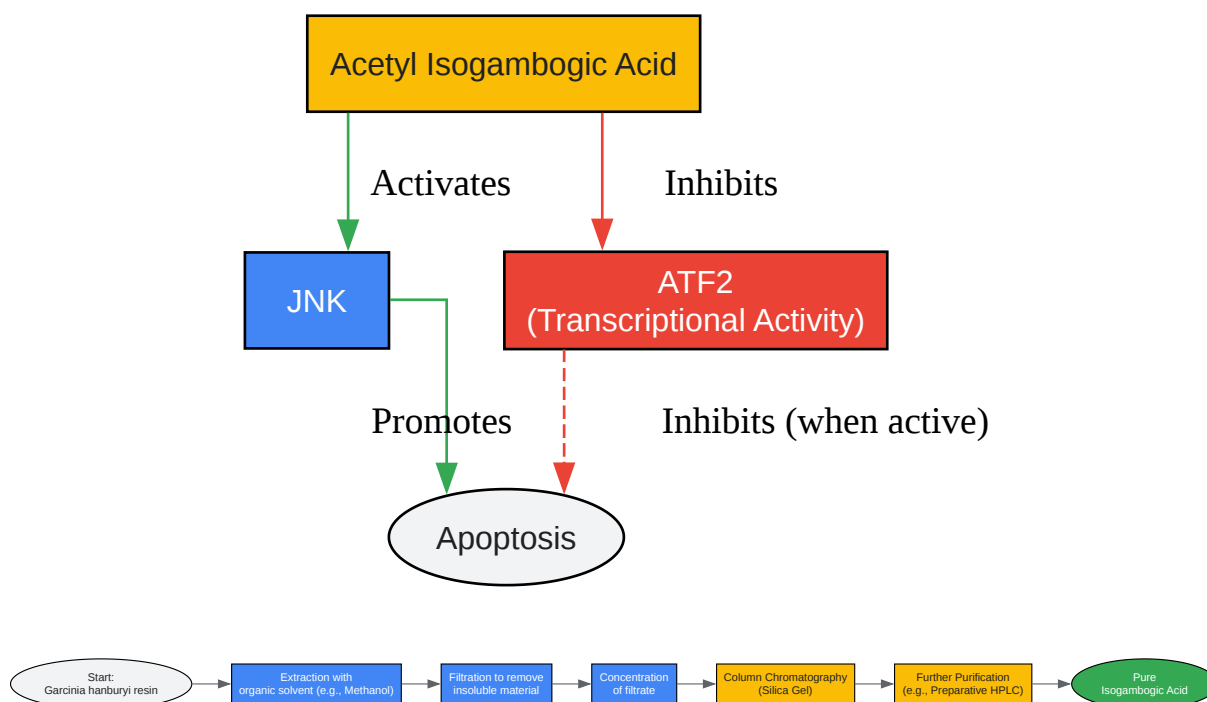 Acetyl Isogambogic Acid
Activates
Inhibits
JNK
ATF2
(Transcriptional Activity)
Promotes
Inhibits (when active)
Apoptosis
Start:
Garcinia hanburyi resin
Extraction with
organic solvent (e.g., Methanol)
Filtration to remove
insoluble material
Concentration
of filtrate
Column Chromatography
(Silica Gel)
Further Purification
(e.g., Preparative HPLC)
Pure
Isogambogic Acid